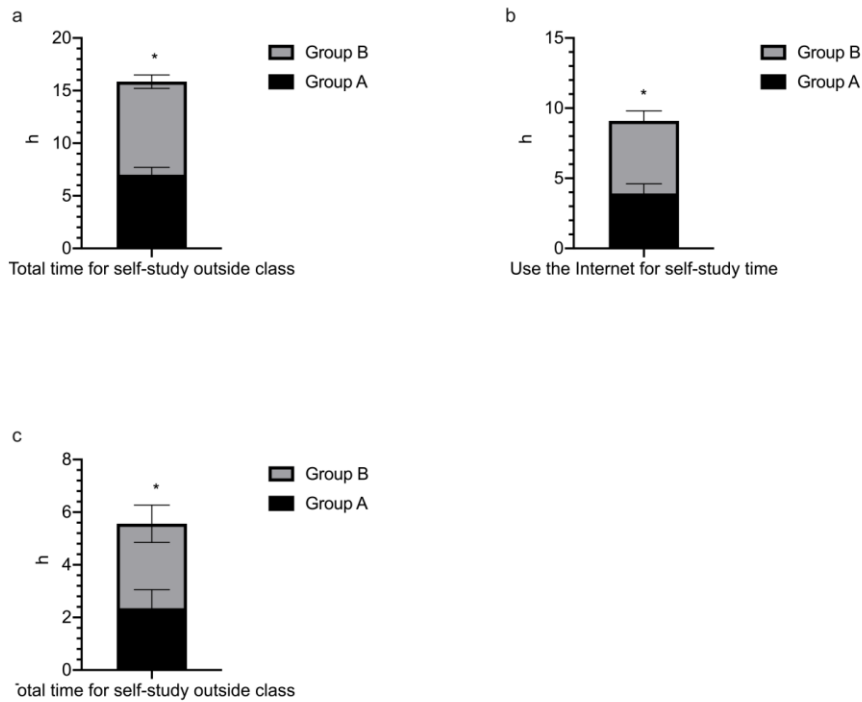 a
20
15
10
5
0
h
*
Group B
Group A
Total time for self-study outside class
b
15
10
5
0
h
*
Group B
Group A
Use the Internet for self-study time
c
8
6
4
2
0
h
*
Group B
Group A
Total time for self-study outside class